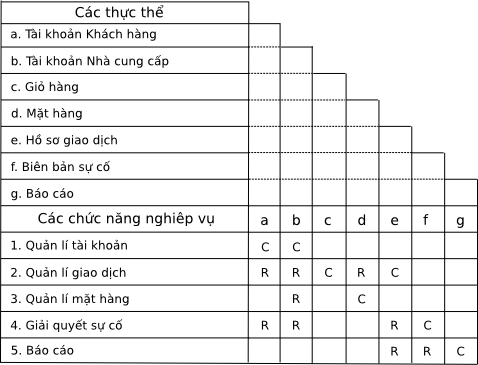 Các thực thể
a. Tài khoản Khách hàng
b. Tài khoản Nhà cung cấp
c. Giỏ hàng
d. Mặt hàng
e. Hồ sơ giao dịch
f. Biên bản sự cố
g. Báo cáo
Các chức năng nghiêp vụ a b c d e f g
1. Quản lí tài khoản C C
2. Quản lí giao dịch R R C R C
3. Quản lí mặt hàng R C
4. Giải quyết sự cố R R R C
5. Báo cáo R R C